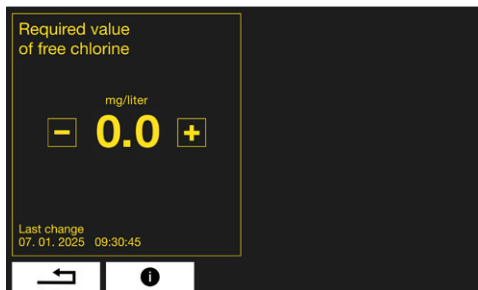 Required value
of free chlorine
mg/liter
− 0.0 +
Last change
07. 01. 2025 09:30:45